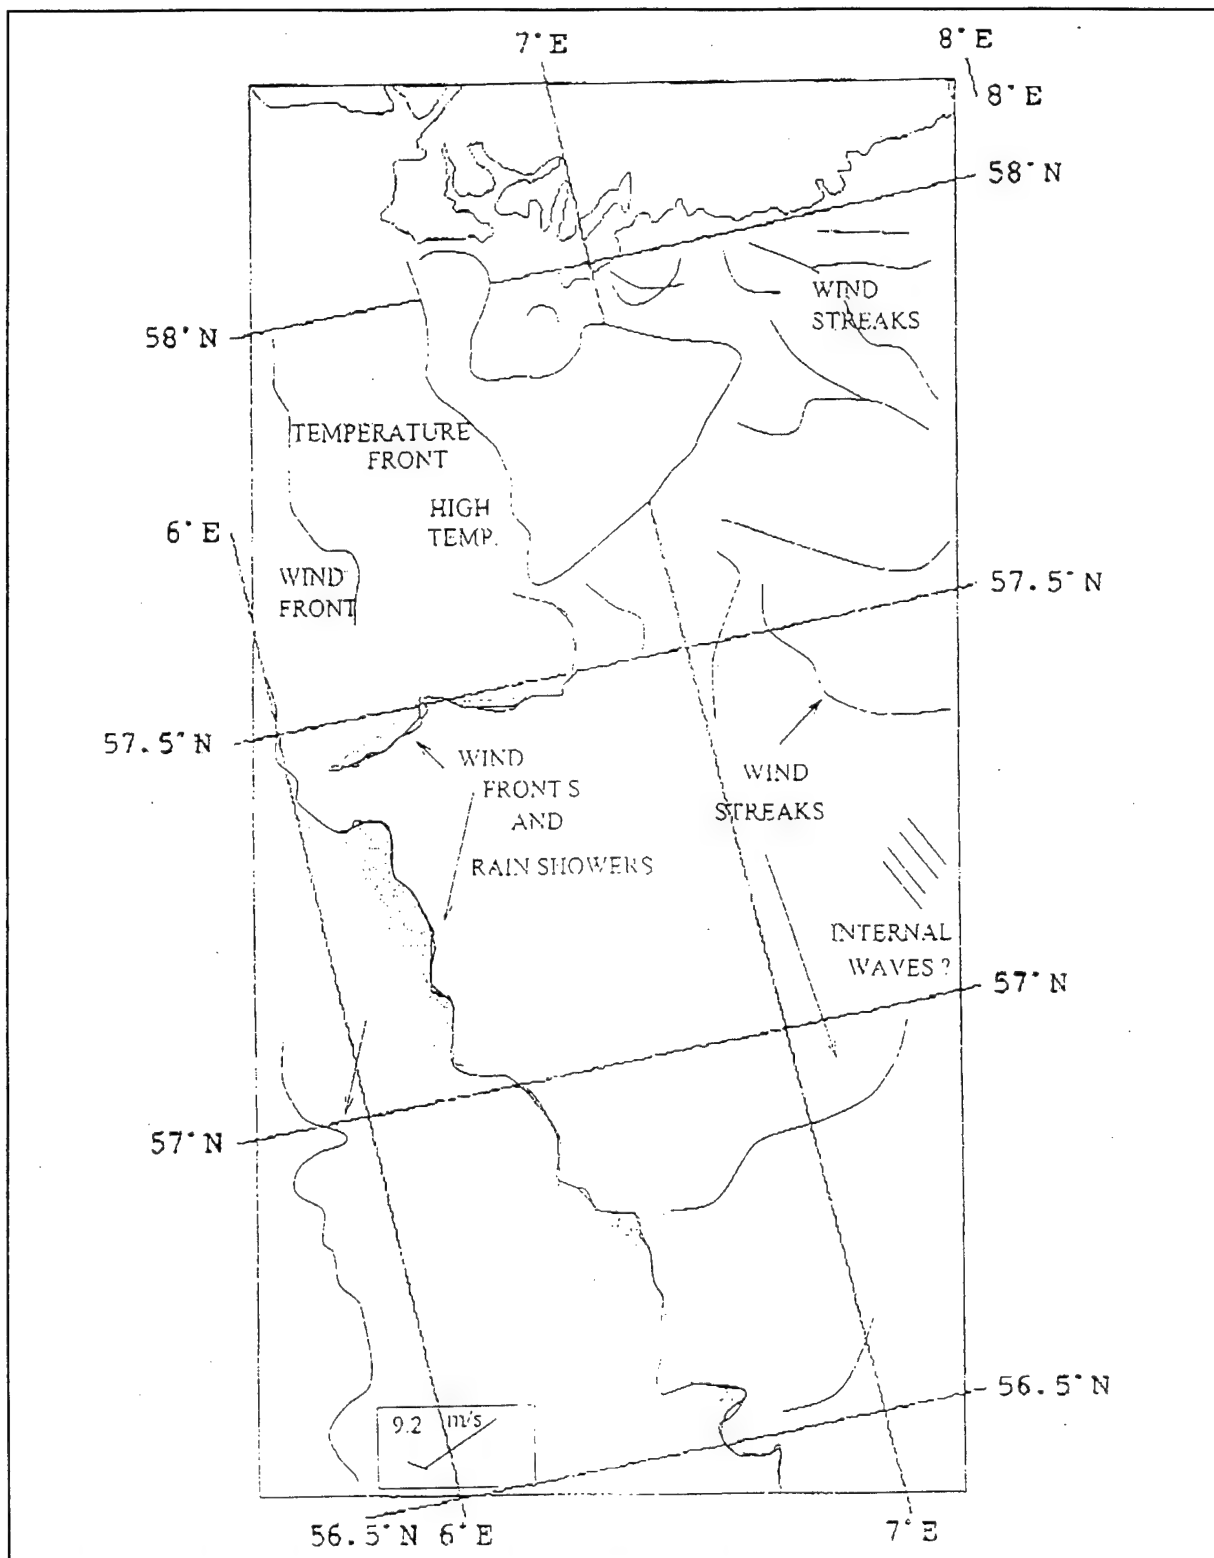 7°E
8°E
8°E
58°N
WIND
STREAKS
58°N
TEMPERATURE
FRONT
HIGH
TEMP.
6°E
WIND
FRONT
57.5°N
57.5°N
WIND
FRONT S
AND
RAIN SHOWERS
WIND
STREAKS
INTERNAL
WAVES ?
57°N
57°N
56.5°N
9.2 m/s
56.5°N 6°E
7°E